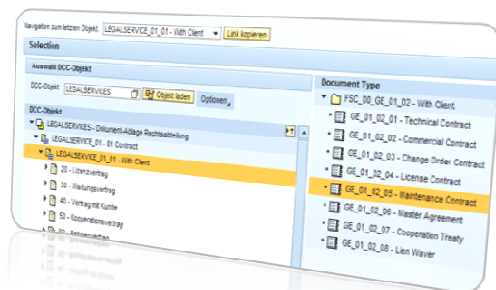 Navigation zum letzten Objekt: LEGALSERVICE_01_01 - With Client Link kopieren
Selection
Auswahl DCC-Objekt
DCC-Objekt: LEGALSERVICES Objekt laden Optionen
DCC-Objekt
LEGALSERVICES - Dokument-Ablage Rechtsabteilung
LEGALSERVICE_01 - 01 Contract
LEGALSERVICE_01_01 - With Client
20 - Lizenzvertrag
30 - Wartungsvertrag
40 - Vertrag mit Kunde
50 - Kooperationsvertrag
Document Type
FSC_00_GE_01_02 - With Client.
GE_01_02_01 - Technical Contract
GE_01_02_02 - Commercial Contract
GE_01_02_03 - Change Order Contract
GE_01_02_04 - License Contract
GE_01_02_05 - Maintenance Contract
GE_01_02_06 - Master Agreement
GE_01_02_07 - Cooperation Treaty
GE_01_02_08 - Lien Waver